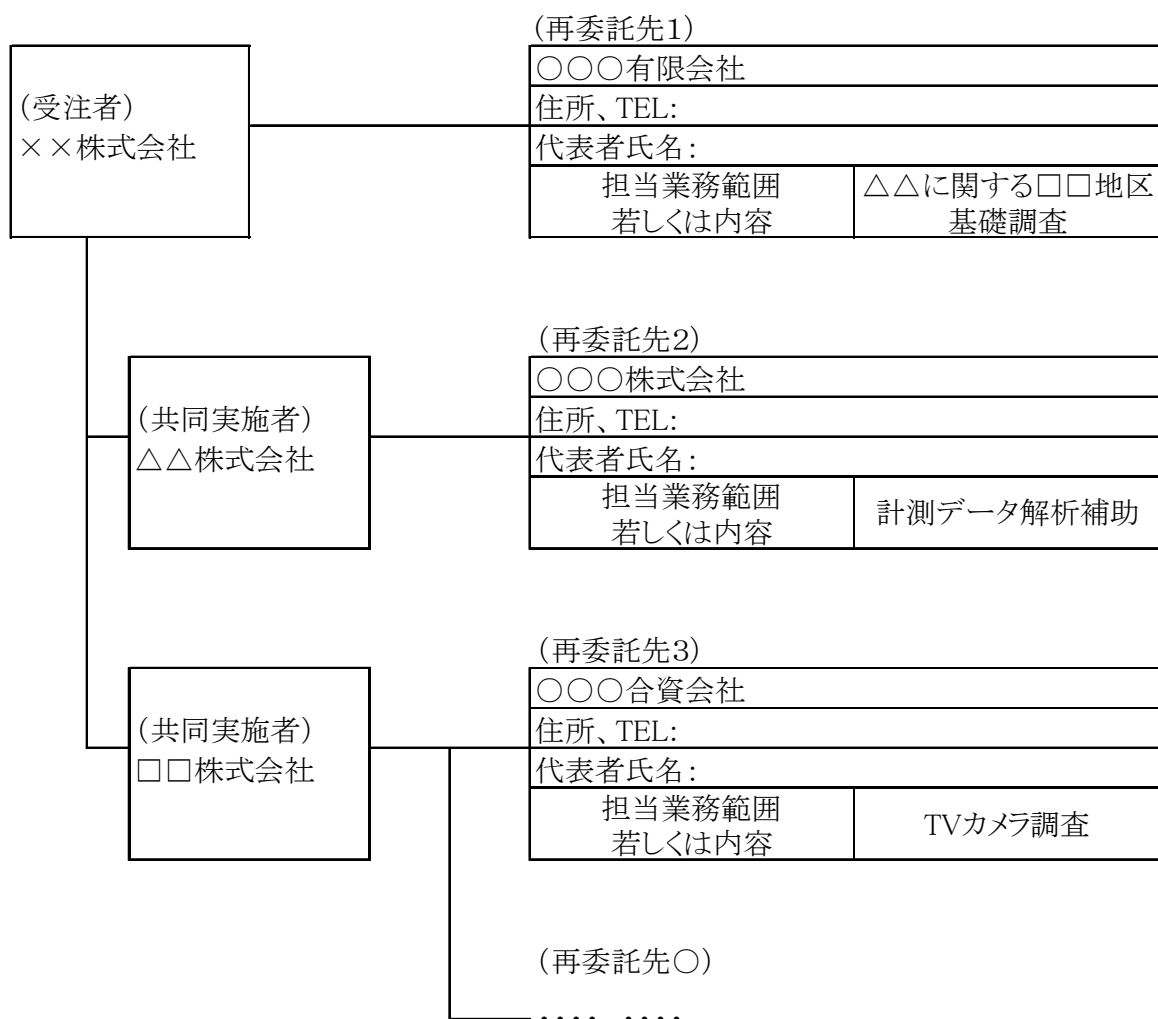 (再委託先1)
○○○有限会社
(受注者)
××株式会社
住所、TEL:
代表者氏名:
担当業務範囲
若しくは内容
△△に関する□□地区
基礎調査
(再委託先2)
○○○株式会社
(共同実施者)
△△株式会社
住所、TEL:
代表者氏名:
担当業務範囲
若しくは内容
計測データ解析補助
(再委託先3)
○○○合資会社
(共同実施者)
□□株式会社
住所、TEL:
代表者氏名:
担当業務範囲
若しくは内容
TVカメラ調査
(再委託先○)
・・・・ ・・・・